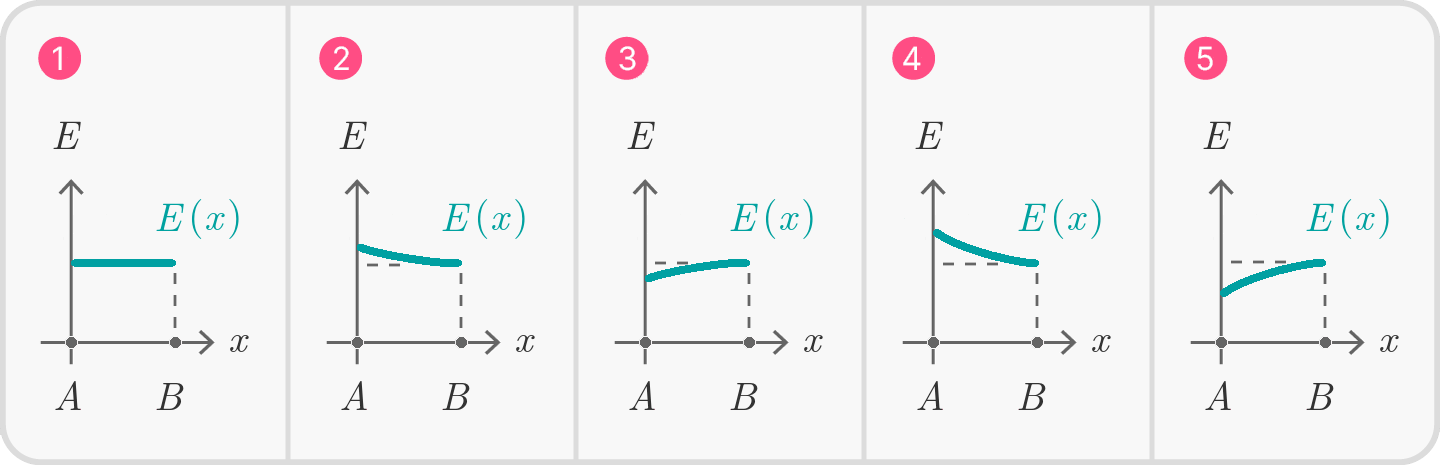 1 2 3 4 5
E E E E E
E(x) E(x) E(x) E(x) E(x)
x x x x x
A B A B A B A B A B